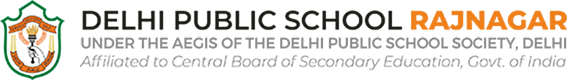 DELHI PUBLIC SCHOOL RAJNAGAR
UNDER THE AEGIS OF THE DELHI PUBLIC SCHOOL SOCIETY, DELHI
Affiliated to Central Board of Secondary Education, Govt. of India